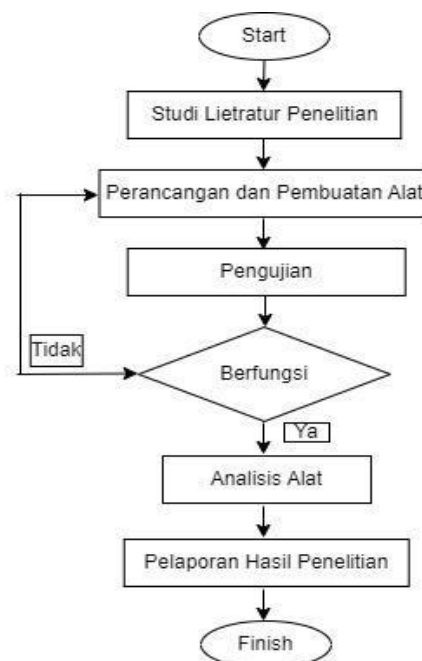 Start
Studi Lietratur Penelitian
Perancangan dan Pembuatan Alat
Pengujian
Tidak
Berfungsi
Ya
Analisis Alat
Pelaporan Hasil Penelitian
Finish